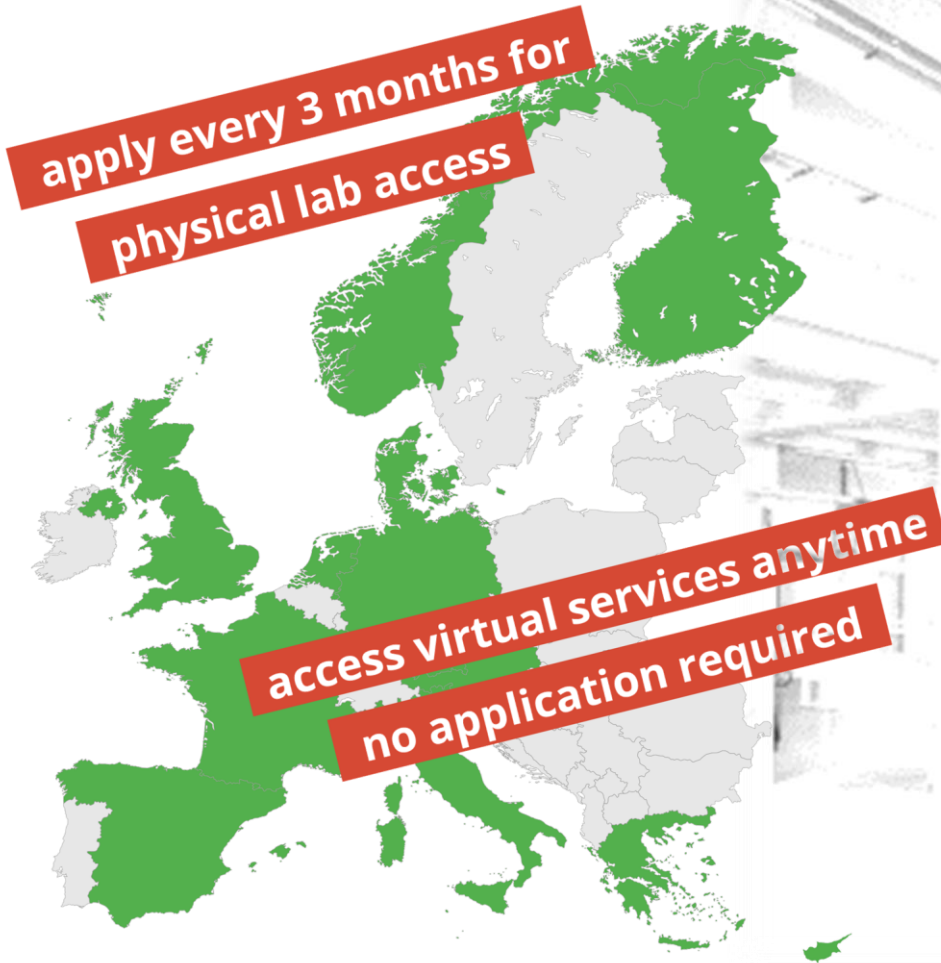 apply every 3 months for
physical lab access
access virtual services anytime
no application required